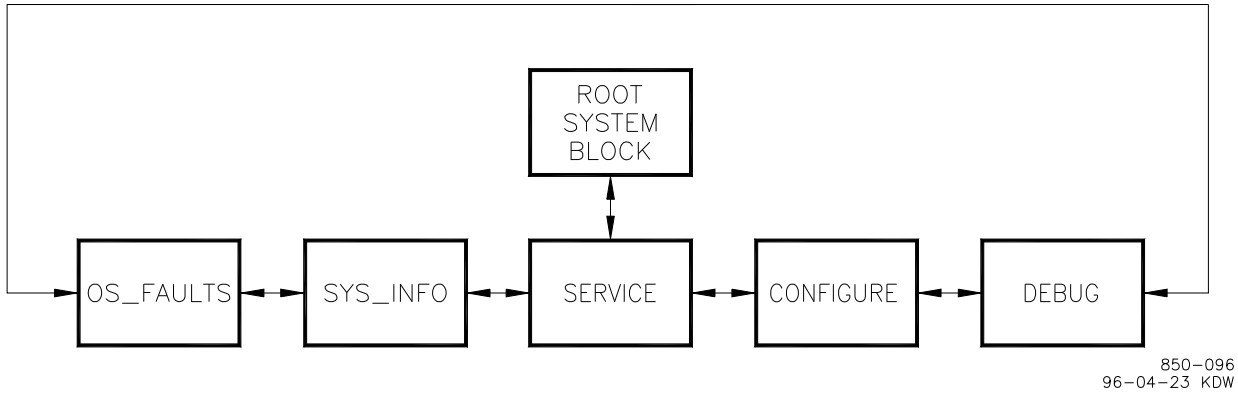 ROOT
SYSTEM
BLOCK
OS_FAULTS
SYS_INFO
SERVICE
CONFIGURE
DEBUG
850-096
96-04-23 KDW